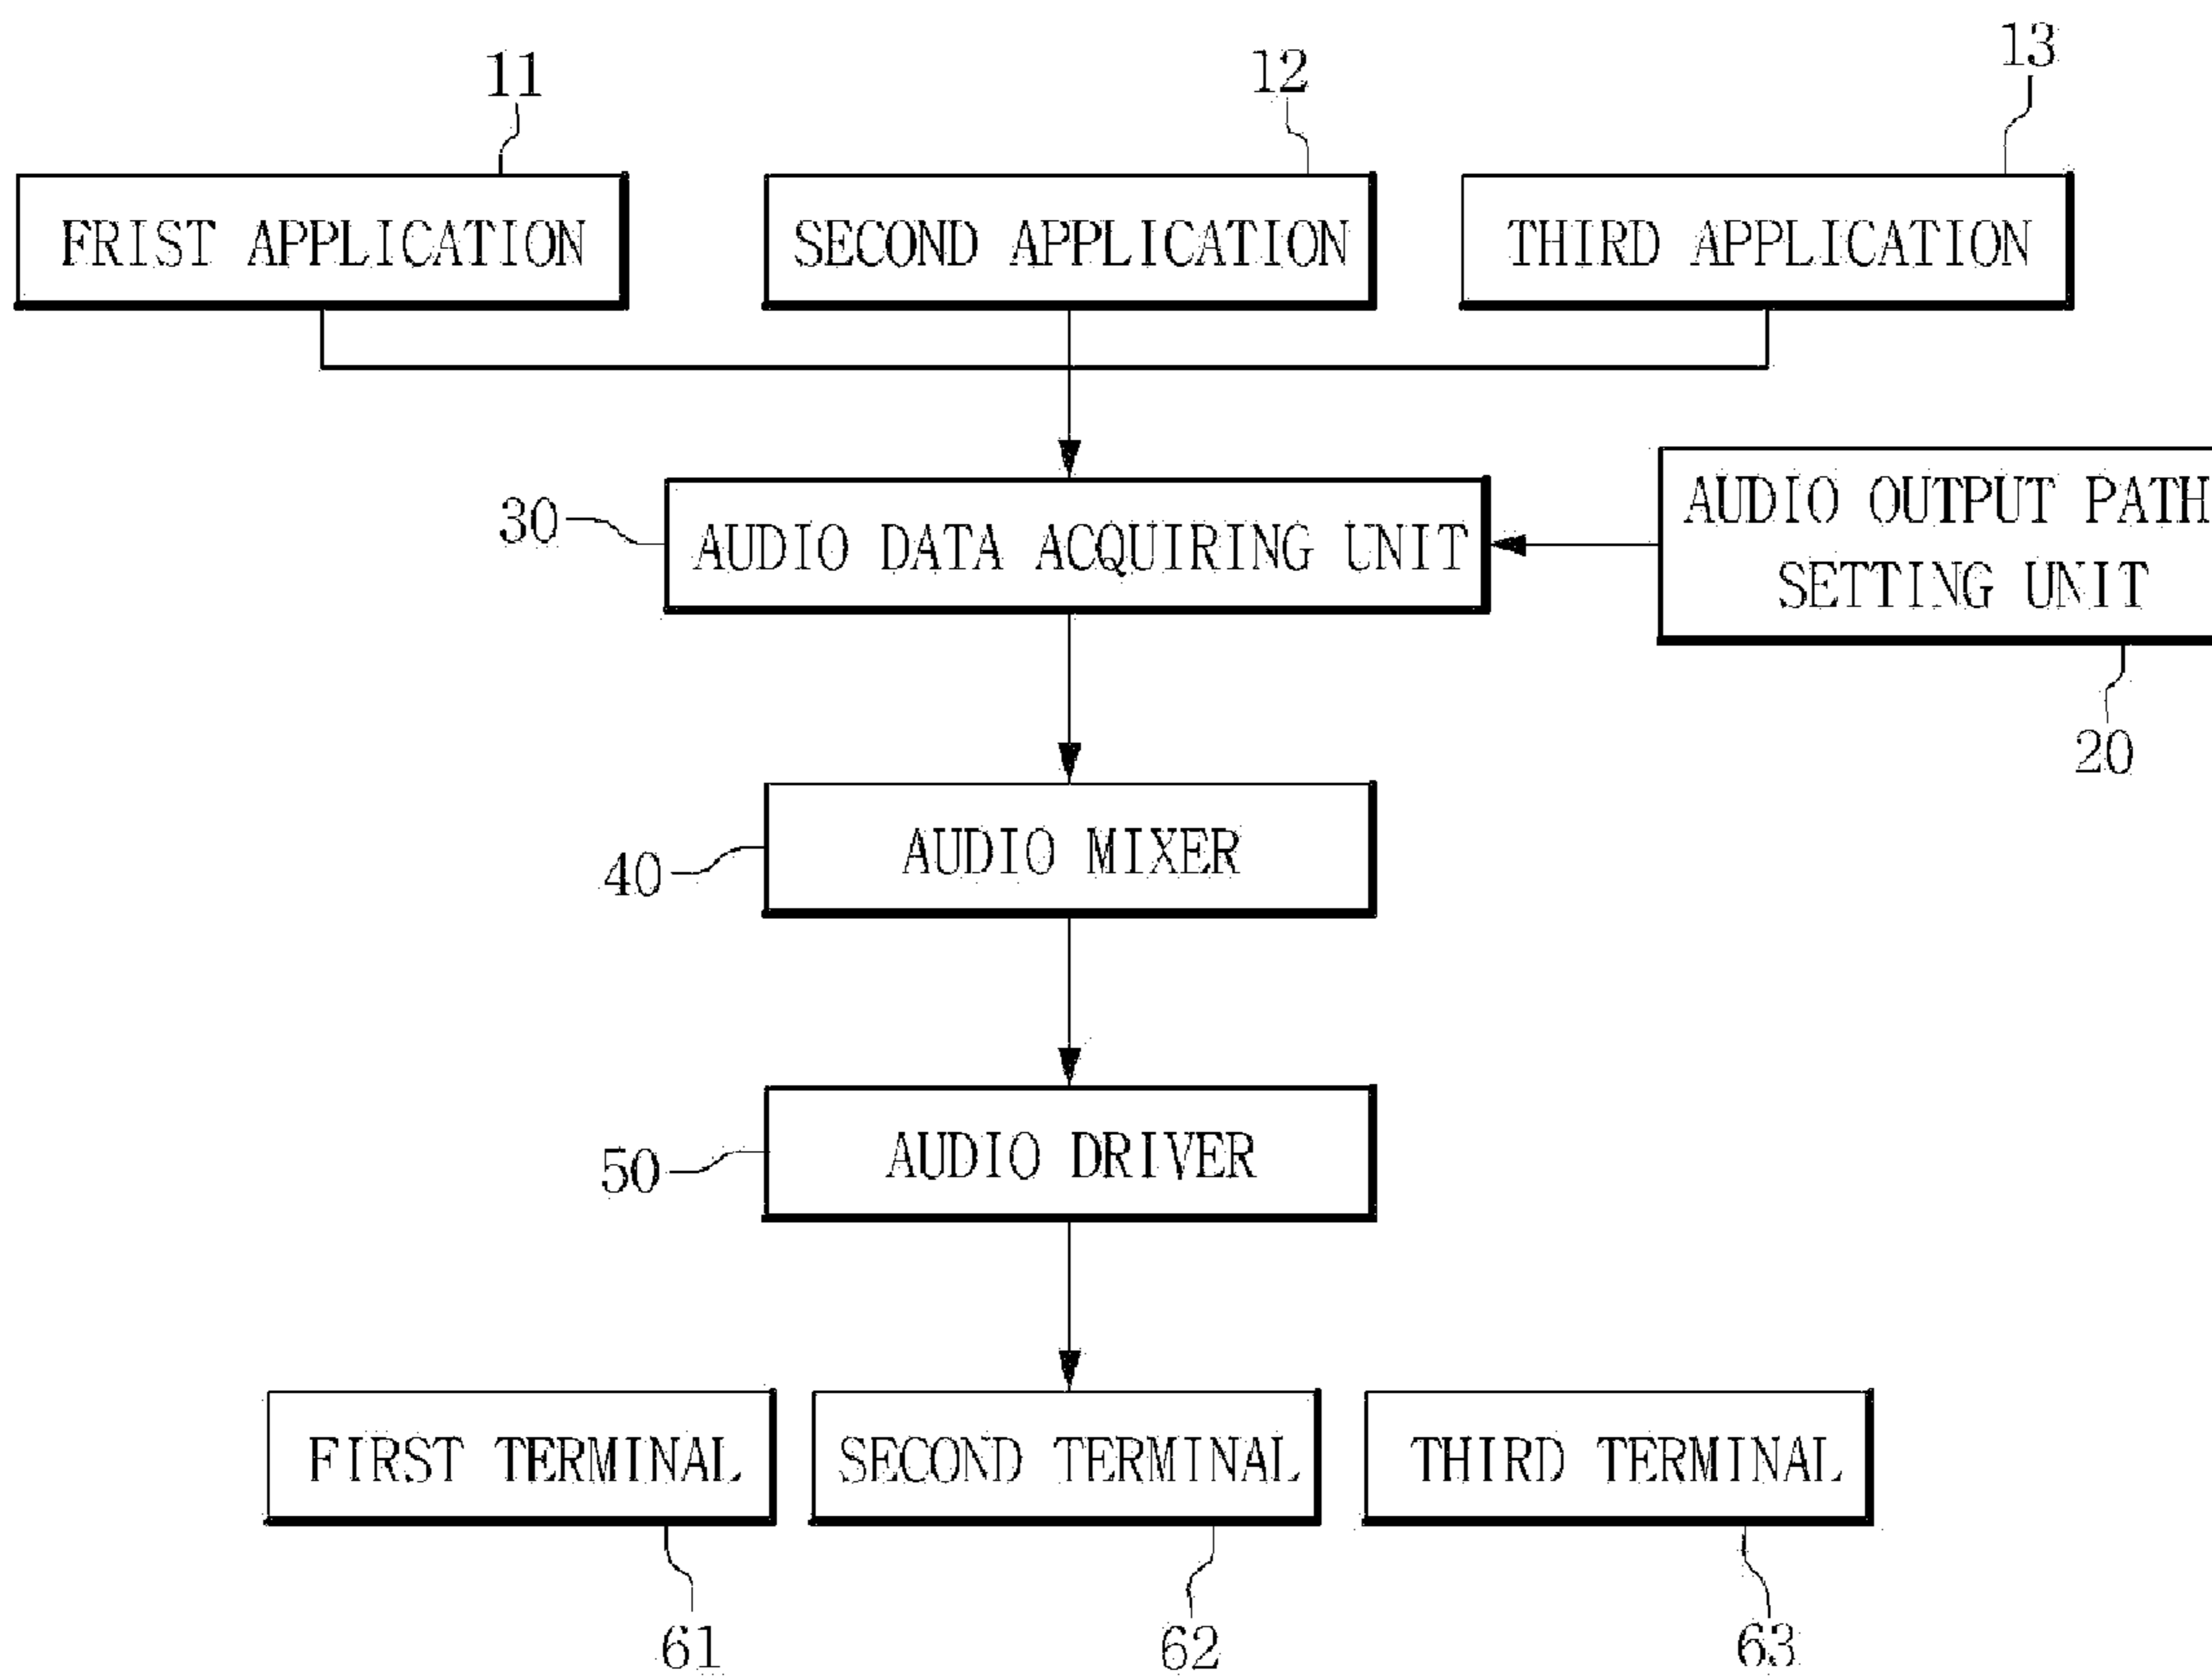 11
12
13
FRIST APPLICATION
SECOND APPLICATION
THIRD APPLICATION
30
AUDIO DATA ACQUIRING UNIT
AUDIO OUTPUT PATH
SETTING UNIT
20
40
AUDIO MIXER
50
AUDIO DRIVER
FIRST TERMINAL
SECOND TERMINAL
THIRD TERMINAL
61
62
63